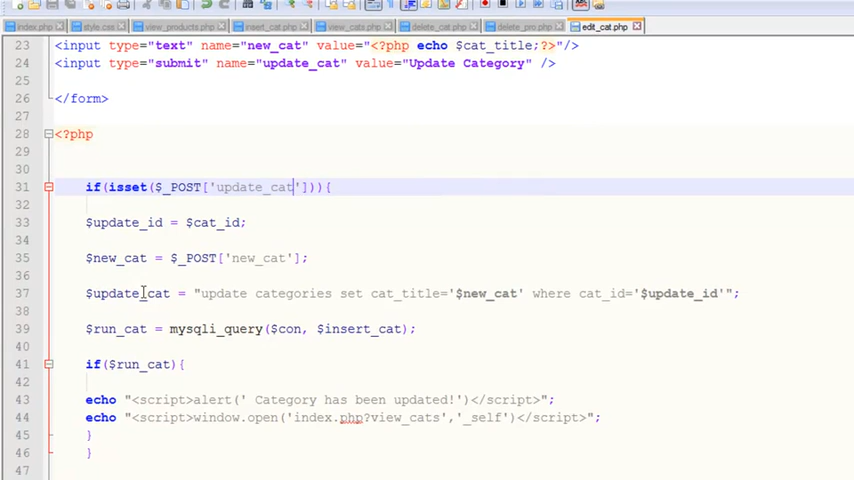 index.php style.css view_products.php insert_cat.php view_cats.php delete_cat.php delete_pro.php edit_cat.php
23 <input type="text" name="new_cat" value="<?php echo $cat_title;?>"/>
24 <input type="submit" name="update_cat" value="Update Category" />
25
26 </form>
27
28 <?php
29
30
31 if(isset($_POST['update_cat'])){
32
33 $update_id = $cat_id;
34
35 $new_cat = $_POST['new_cat'];
36
37 $update_cat = "update categories set cat_title='$new_cat' where cat_id='$update_id'";
38
39 $run_cat = mysqli_query($con, $insert_cat);
40
41 if($run_cat){
42
43 echo "<script>alert(' Category has been updated!')</script>";
44 echo "<script>window.open('index.php?view_cats','_self')</script>";
45 }
46 }
47